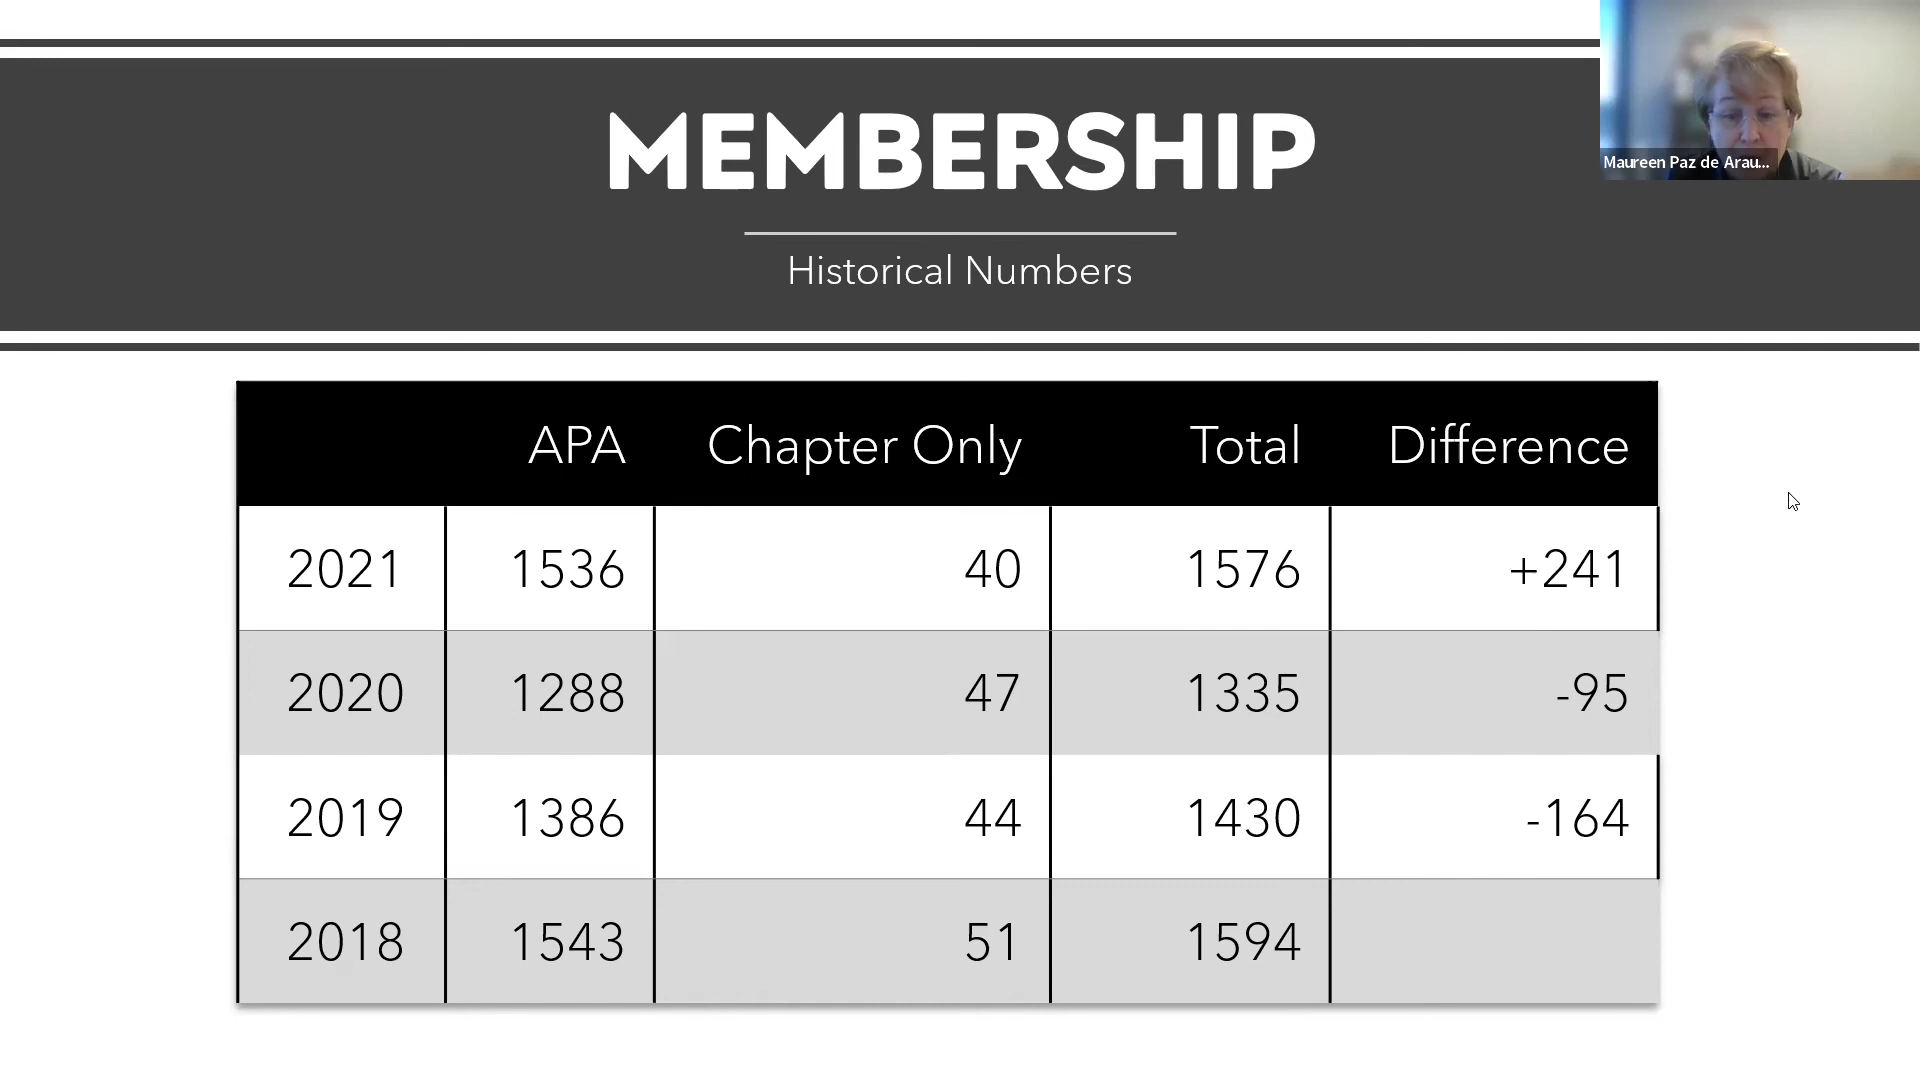 MEMBERSHIP
Historical Numbers
Maureen Paz de Arau...
APA Chapter Only Total Difference
2021 1536 40 1576 +241
2020 1288 47 1335 -95
2019 1386 44 1430 -164
2018 1543 51 1594